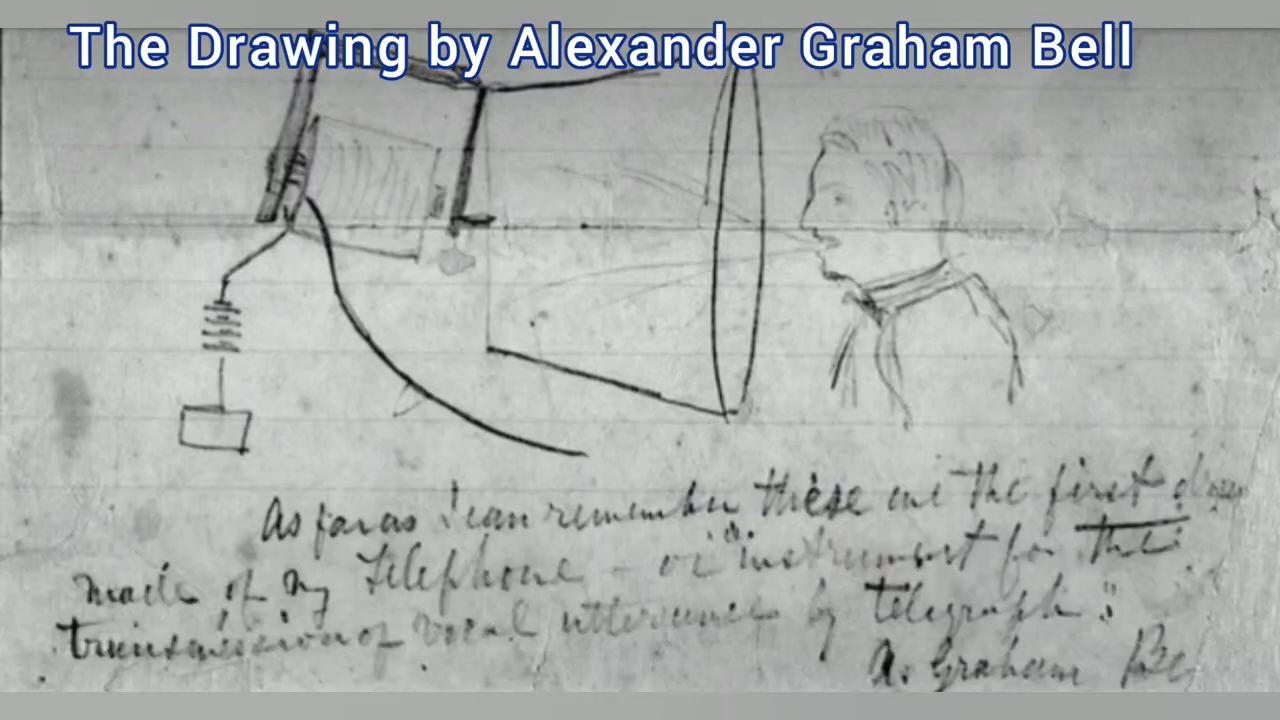 The Drawing by Alexander Graham Bell
As far as I can remember these are the first
made of my telephone - or "instrument for the
transmission of vocal utterances by telegraph":
A. Graham Bel